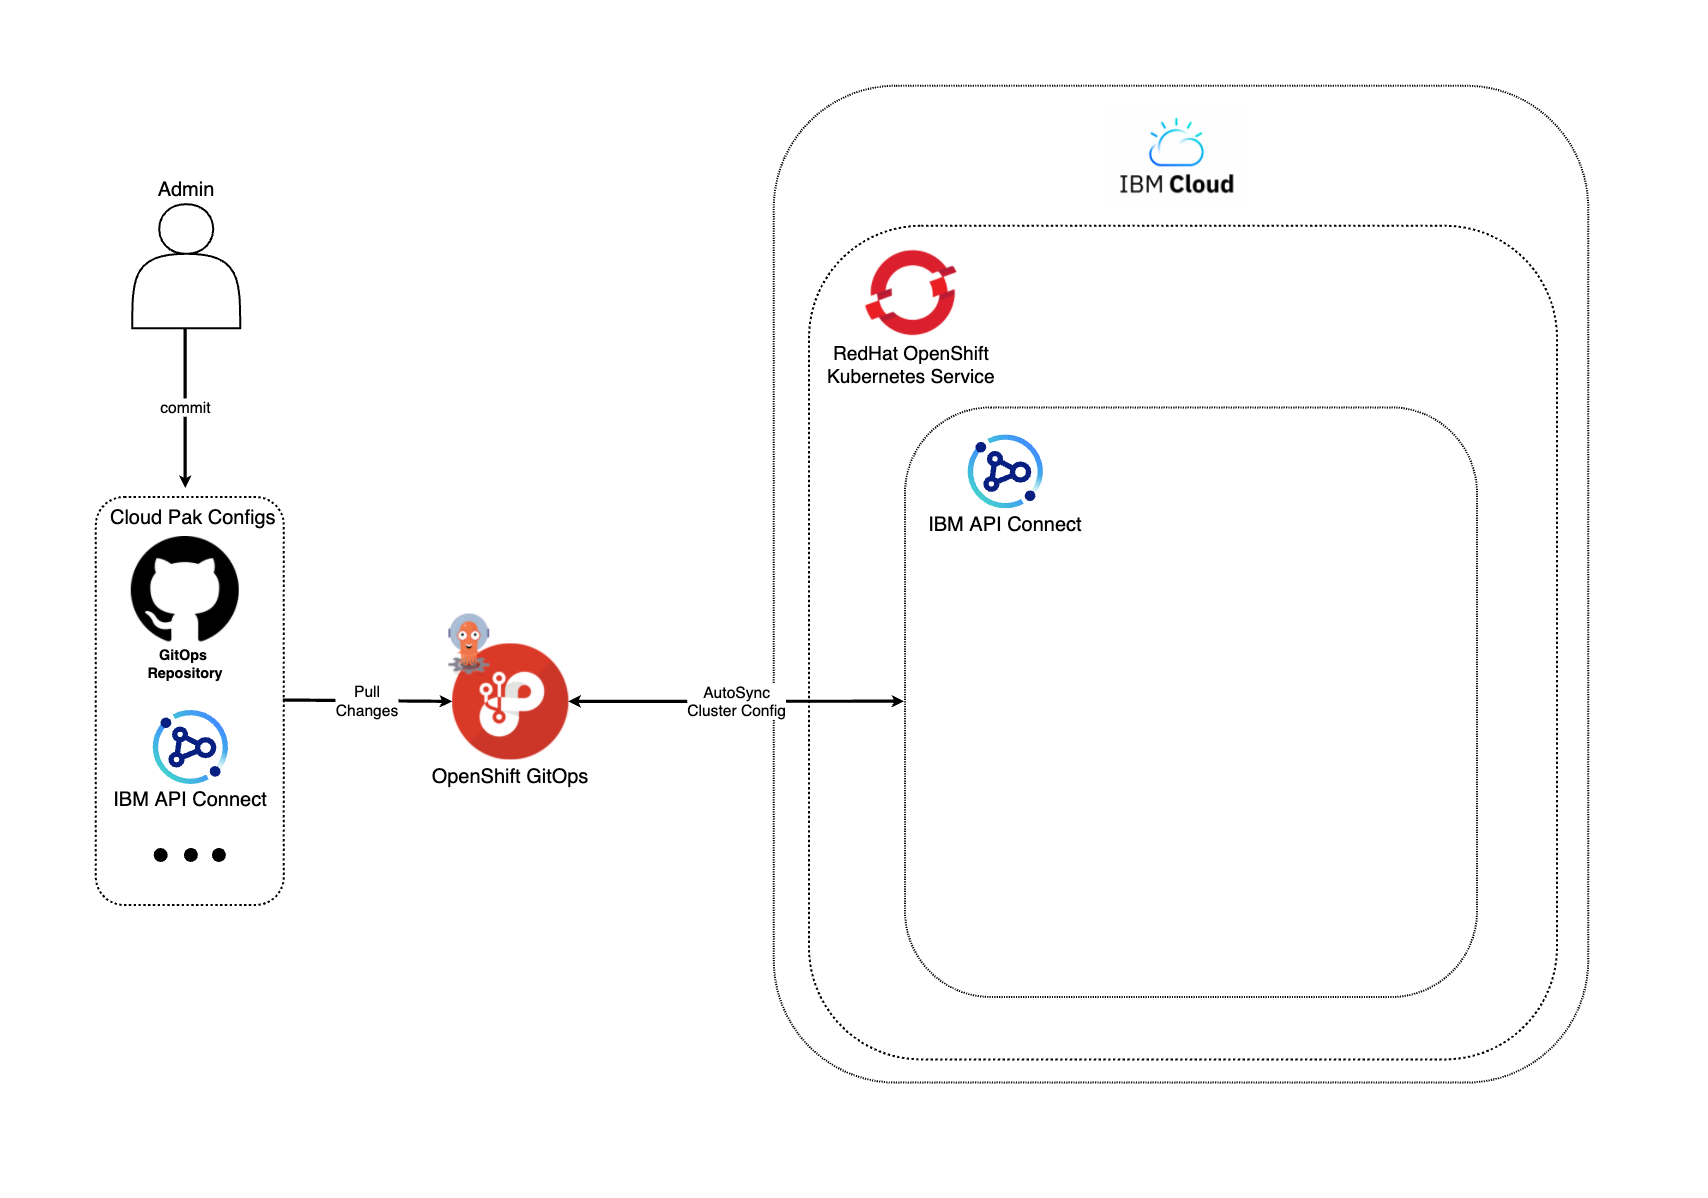 Admin
commit
Cloud Pak Configs
GitOps
Repository
IBM API Connect
Pull
Changes
OpenShift GitOps
AutoSync
Cluster Config
IBM Cloud
RedHat OpenShift
Kubernetes Service
IBM API Connect